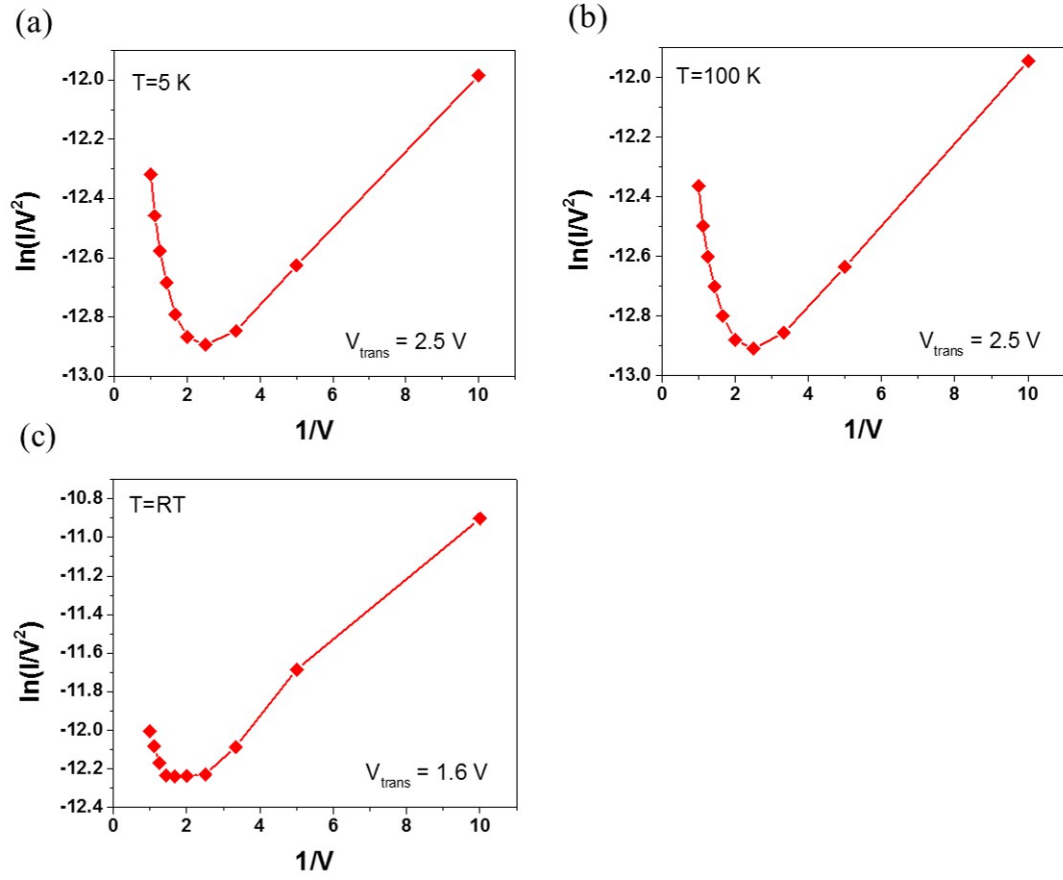 (a)
T=5 K
ln(I/V²)
-12.0
-12.2
-12.4
-12.6
-12.8
-13.0
V_trans = 2.5 V
0 2 4 6 8 10
1/V
(b)
T=100 K
ln(I/V²)
-12.0
-12.2
-12.4
-12.6
-12.8
-13.0
V_trans = 2.5 V
0 2 4 6 8 10
1/V
(c)
T=RT
ln(I/V²)
-10.8
-11.0
-11.2
-11.4
-11.6
-11.8
-12.0
-12.2
-12.4
V_trans = 1.6 V
0 2 4 6 8 10
1/V